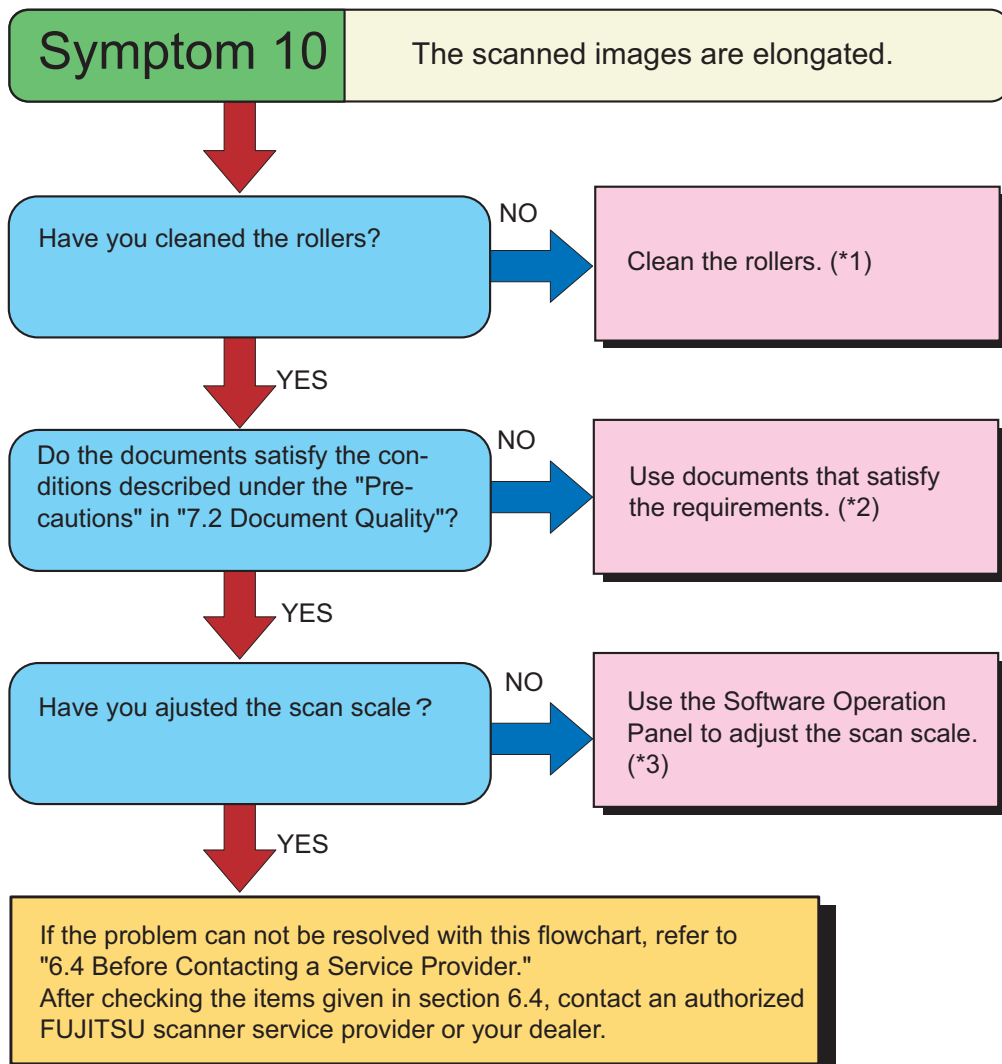 Symptom 10
The scanned images are elongated.
Have you cleaned the rollers?
NO
Clean the rollers. (*1)
YES
Do the documents satisfy the con-
ditions described under the "Pre-
cautions" in "7.2 Document Quality"?
NO
Use documents that satisfy
the requirements. (*2)
YES
Have you ajusted the scan scale？
NO
Use the Software Operation
Panel to adjust the scan scale.
(*3)
YES
If the problem can not be resolved with this flowchart, refer to
"6.4 Before Contacting a Service Provider."
After checking the items given in section 6.4, contact an authorized
FUJITSU scanner service provider or your dealer.